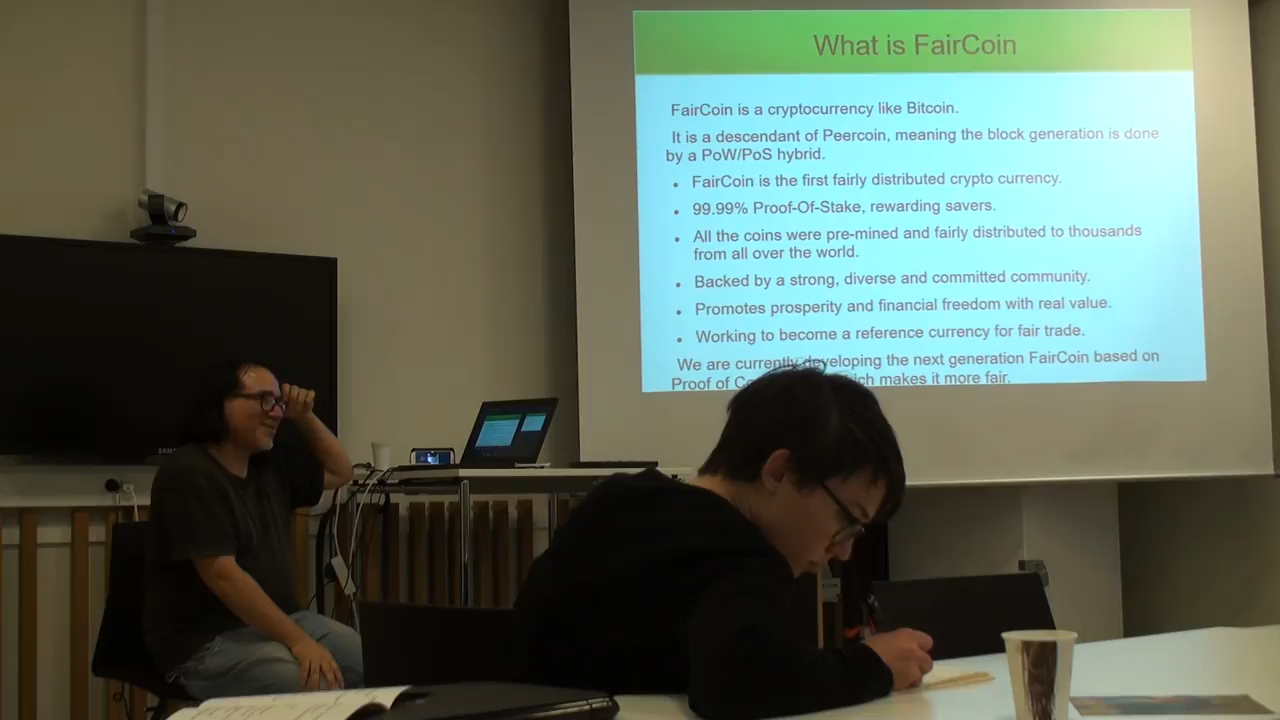 What is FairCoin
FairCoin is a cryptocurrency like Bitcoin.
It is a descendant of Peercoin, meaning the block generation is done
by a PoW/PoS hybrid.
• FairCoin is the first fairly distributed crypto currency.
• 99.99% Proof-Of-Stake, rewarding savers.
• All the coins were pre-mined and fairly distributed to thousands
from all over the world.
• Backed by a strong, diverse and committed community.
• Promotes prosperity and financial freedom with real value.
• Working to become a reference currency for fair trade.
We are currently developing the next generation FairCoin based on
Proof of makes it more fair.